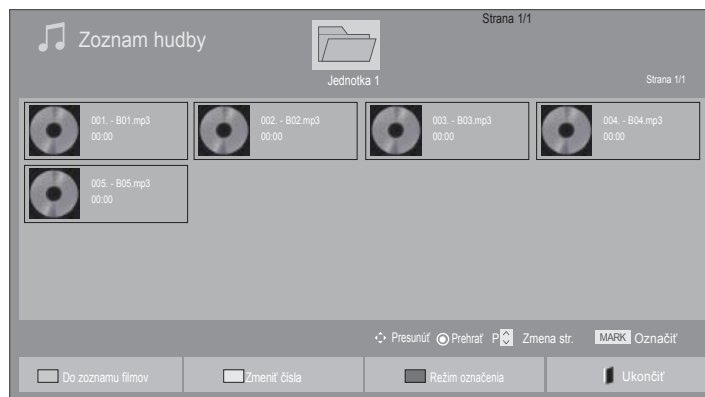 Strana 1/1
Zoznam hudby
Jednotka 1
Strana 1/1
001. - B01.mp3
00:00
002. - B02.mp3
00:00
003. - B03.mp3
00:00
004. - B04.mp3
00:00
005. - B05.mp3
00:00
Presunúť Prehrať P Zmena str. MARK Označiť
Do zoznamu filmov Zmeniť čísla Režim označenia Ukončiť